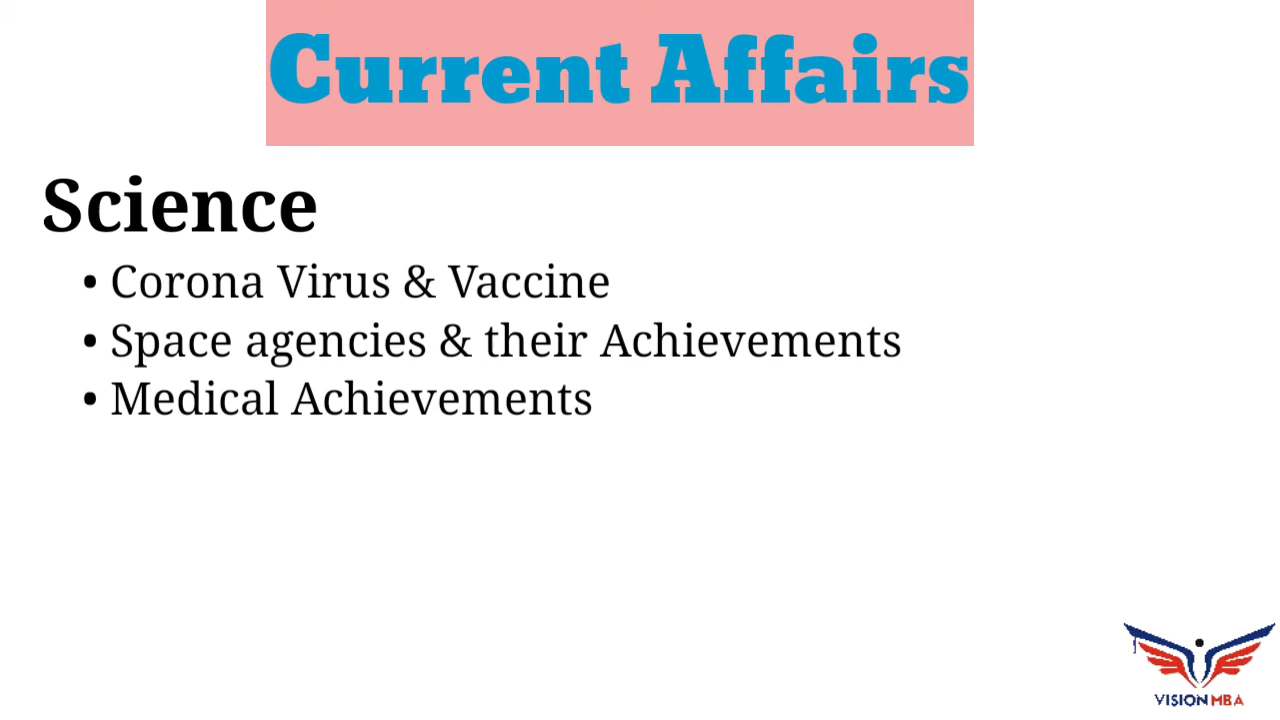 Current Affairs
Science
• Corona Virus & Vaccine
• Space agencies & their Achievements
• Medical Achievements
VISION MBA